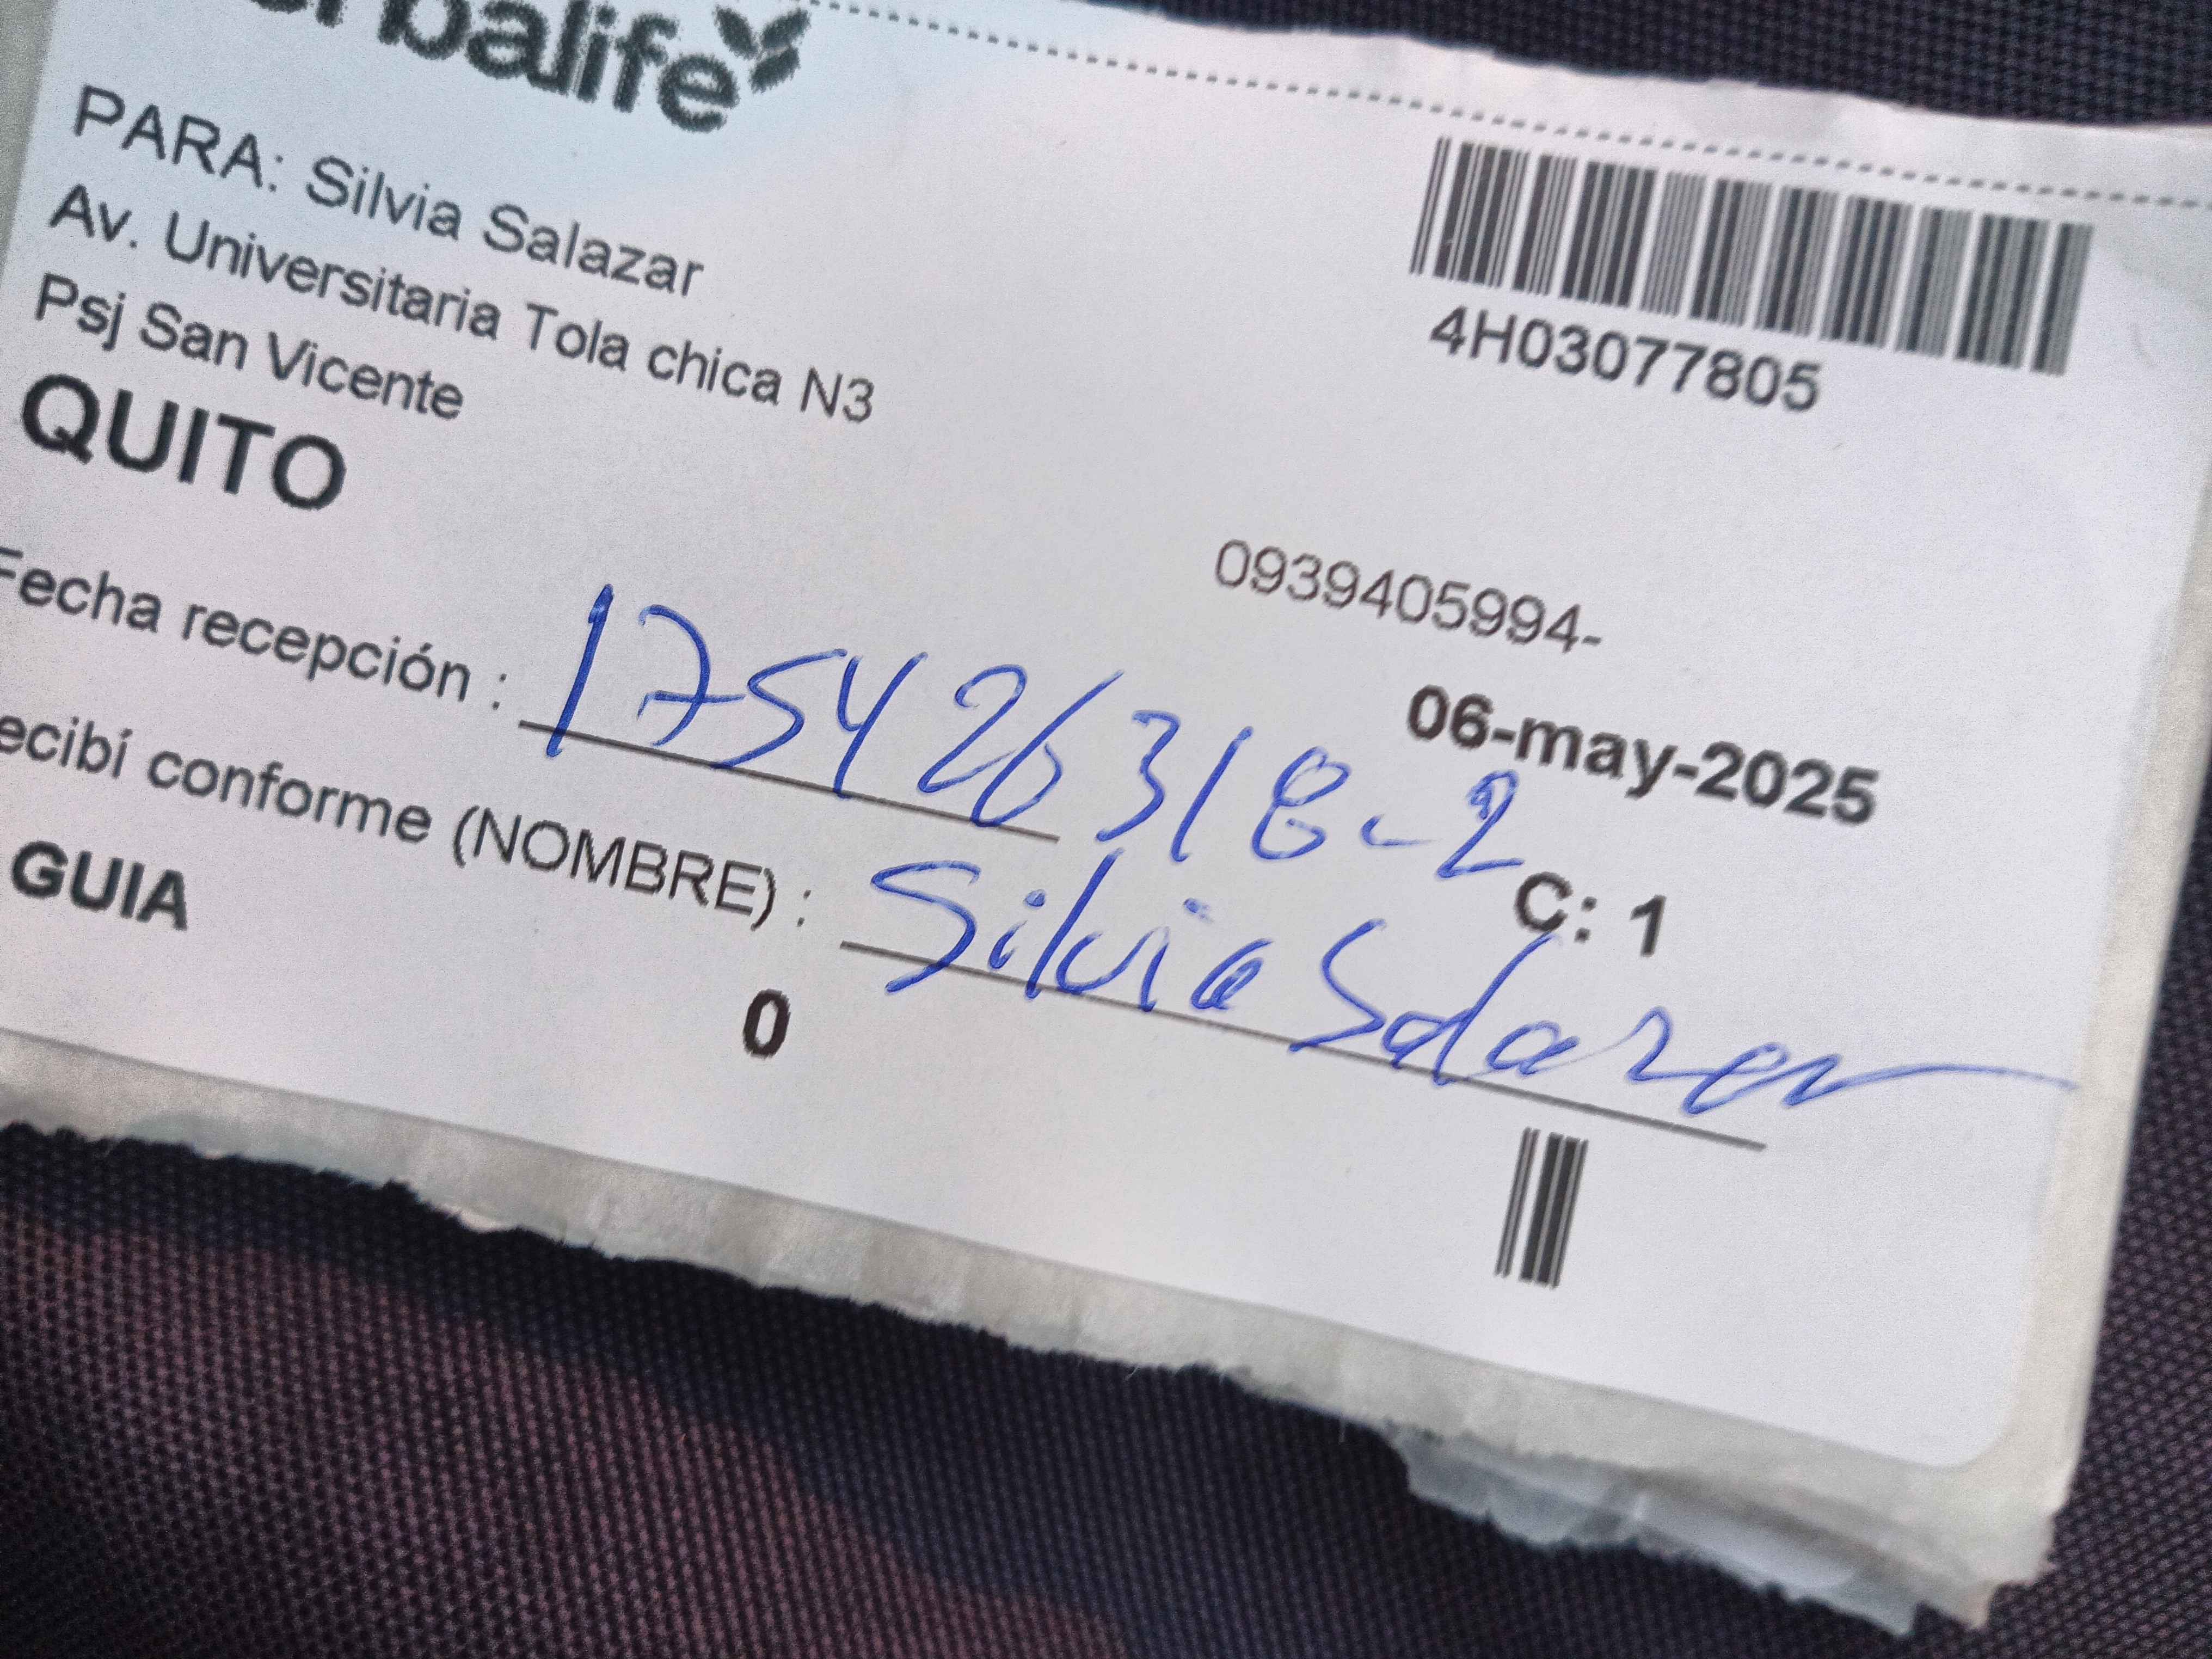 erbalife
4H03077805
PARA: Silvia Salazar
Av. Universitaria Tola chica N3
Psj San Vicente
QUITO
0939405994-
06-may-2025
Fecha recepción : 175426318-2
C: 1
ecibí conforme (NOMBRE) : Silvia Salazar
GUIA
0